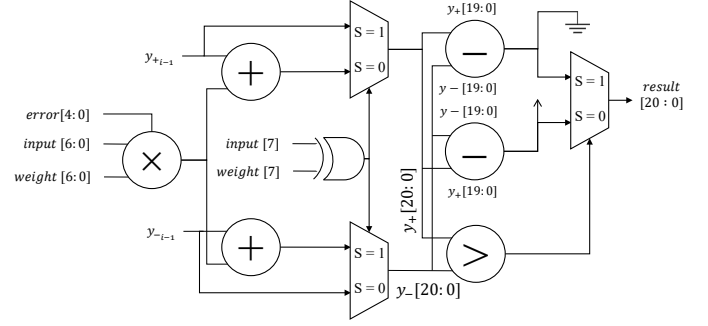 y₊[19:0]
y₊ᵢ₋₁
S = 1
S = 0
+
−
y − [19:0]
S = 1
S = 0
result
[20 : 0]
error[4:0]
input [6:0]
weight [6:0]
×
input [7]
weight [7]
y − [19:0]
−
y₊[19:0]
y₊[20:0]
y₋ᵢ₋₁
+
S = 1
S = 0
>
y₋[20:0]